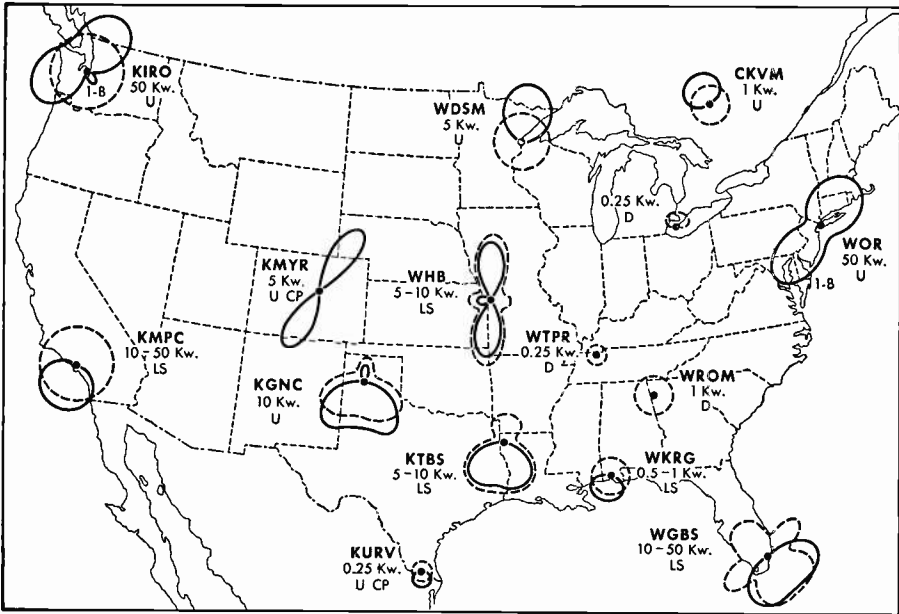 KIRO
50 Kw.
U
1-B
WDSM
5 Kw.
U
CKVM
1 Kw.
U
0.25 Kw.
D
WOR
50 Kw.
U
1-B
KMYR
5 Kw.
U CP
WHB
5-10 Kw.
LS
KMPC
10-50 Kw.
LS
WTPR
0.25 Kw.
D
KGNC
10 Kw.
U
WROM
1 Kw.
D
KTBS
5-10 Kw.
LS
WKRG
0.5-1 Kw.
LS
WGBS
10-50 Kw.
LS
KURV
0.25 Kw.
U CP